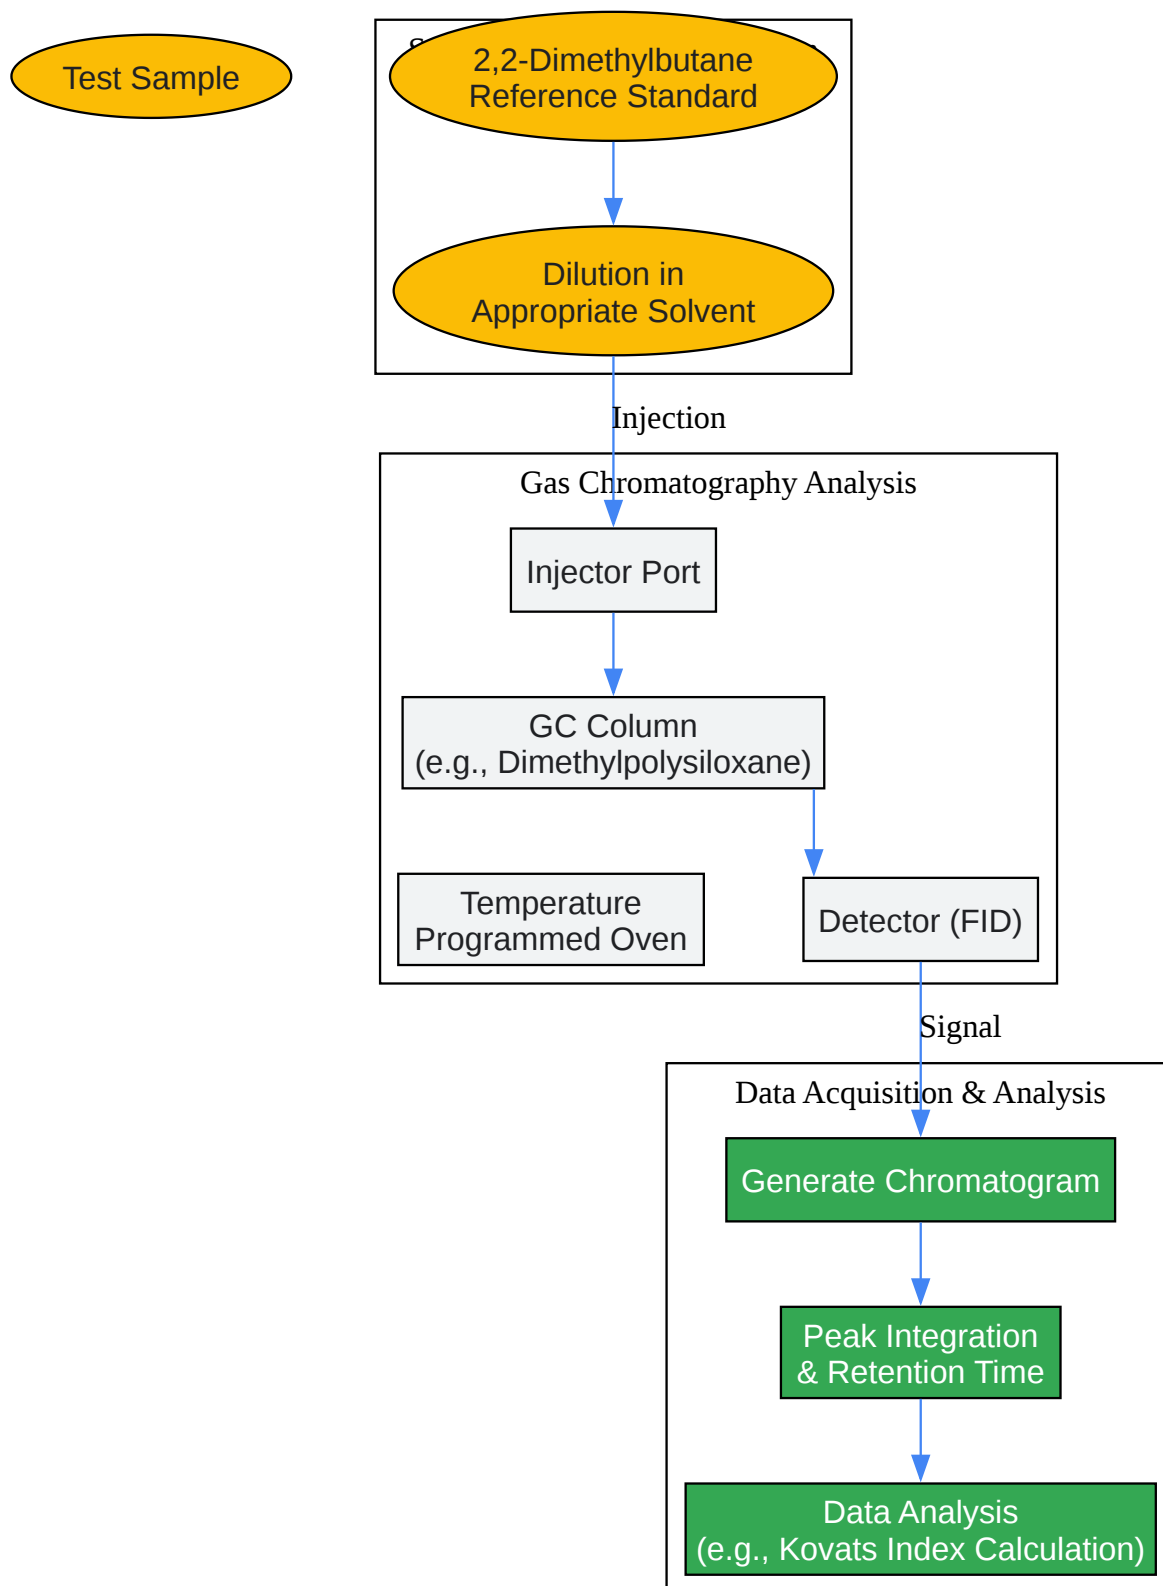 Test Sample
2,2-Dimethylbutane
Reference Standard
Dilution in
Appropriate Solvent
Injection
Gas Chromatography Analysis
Injector Port
GC Column
(e.g., Dimethylpolysiloxane)
Temperature
Programmed Oven
Detector (FID)
Signal
Data Acquisition & Analysis
Generate Chromatogram
Peak Integration
& Retention Time
Data Analysis
(e.g., Kovats Index Calculation)